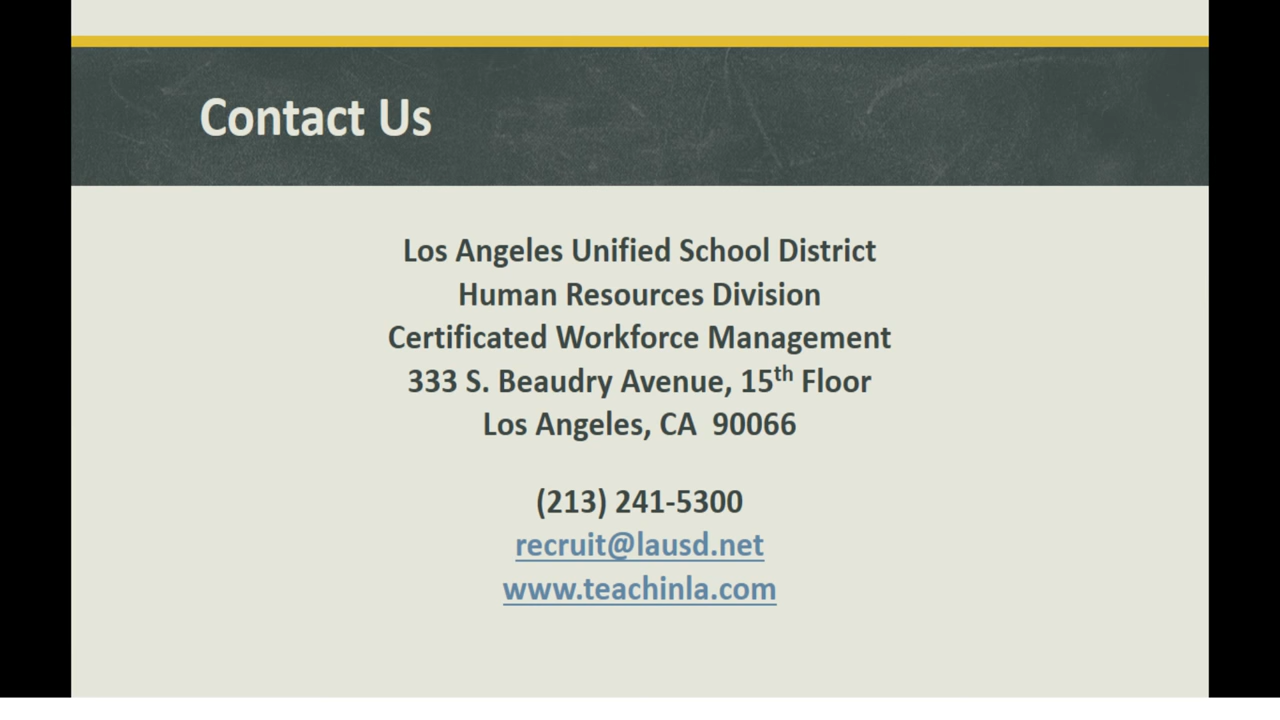 Contact Us
Los Angeles Unified School District
Human Resources Division
Certificated Workforce Management
333 S. Beaudry Avenue, 15th Floor
Los Angeles, CA  90066
(213) 241-5300
recruit@lausd.net
www.teachinla.com